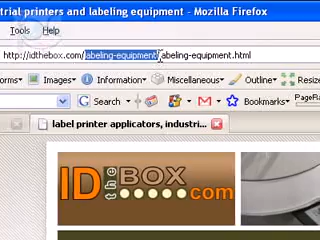 trial printers and labeling equipment - Mozilla Firefox
Tools Help
http://idthebox.com/labeling-equipment/labeling-equipment.html
orms Images Information Miscellaneous Outline Resize
Search Bookmarks PageRa
label printer applicators, industri...
ID the BOX .com